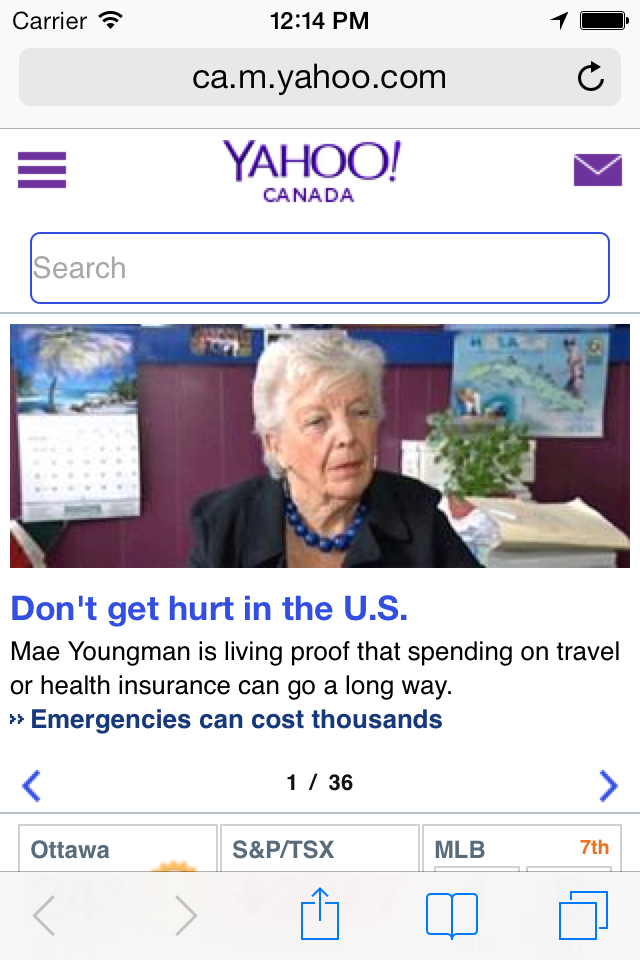 Carrier 12:14 PM
ca.m.yahoo.com
YAHOO!
CANADA
Search
Don't get hurt in the U.S.
Mae Youngman is living proof that spending on travel
or health insurance can go a long way.
›› Emergencies can cost thousands
1 / 36
Ottawa S&P/TSX MLB 7th
24°